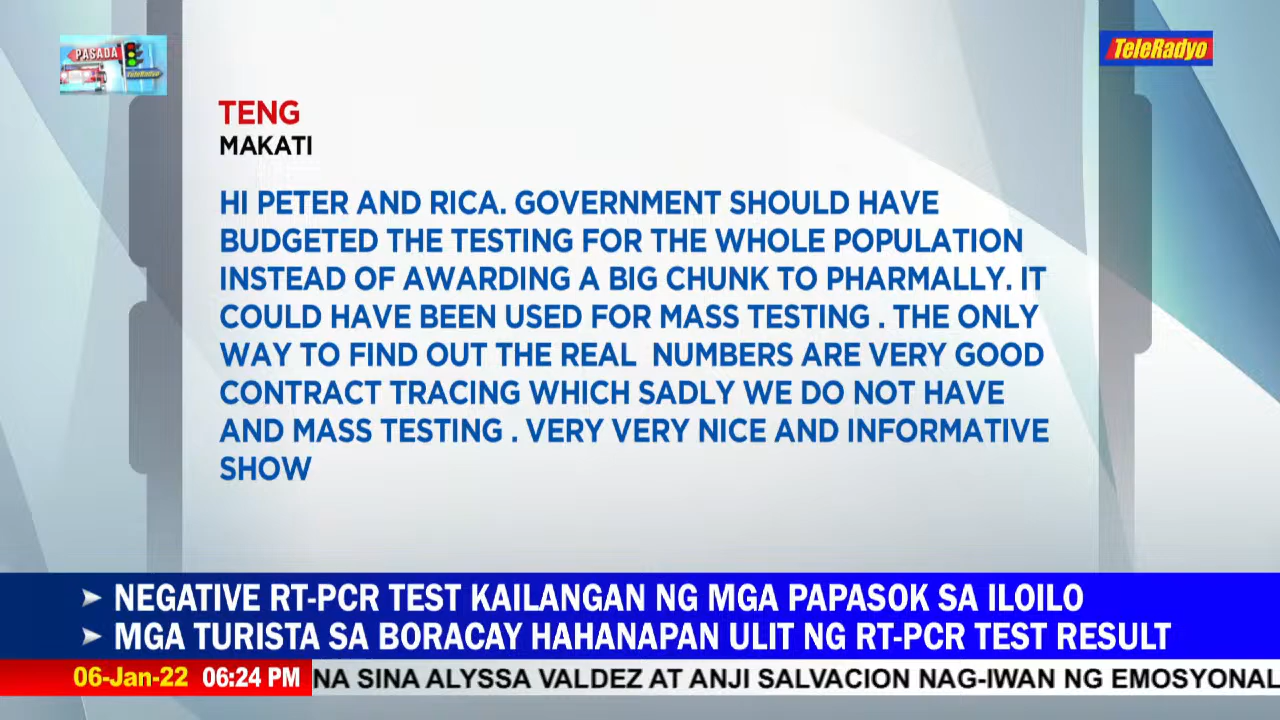 PASADA
TeleRadyo
TeleRadyo
TENG
MAKATI
HI PETER AND RICA. GOVERNMENT SHOULD HAVE
BUDGETED THE TESTING FOR THE WHOLE POPULATION
INSTEAD OF AWARDING A BIG CHUNK TO PHARMALLY. IT
COULD HAVE BEEN USED FOR MASS TESTING . THE ONLY
WAY TO FIND OUT THE REAL  NUMBERS ARE VERY GOOD
CONTRACT TRACING WHICH SADLY WE DO NOT HAVE
AND MASS TESTING . VERY VERY NICE AND INFORMATIVE
SHOW
NEGATIVE RT-PCR TEST KAILANGAN NG MGA PAPASOK SA ILOILO
MGA TURISTA SA BORACAY HAHANAPAN ULIT NG RT-PCR TEST RESULT
06-Jan-22 06:24 PM NA SINA ALYSSA VALDEZ AT ANJI SALVACION NAG-IWAN NG EMOSYONAL